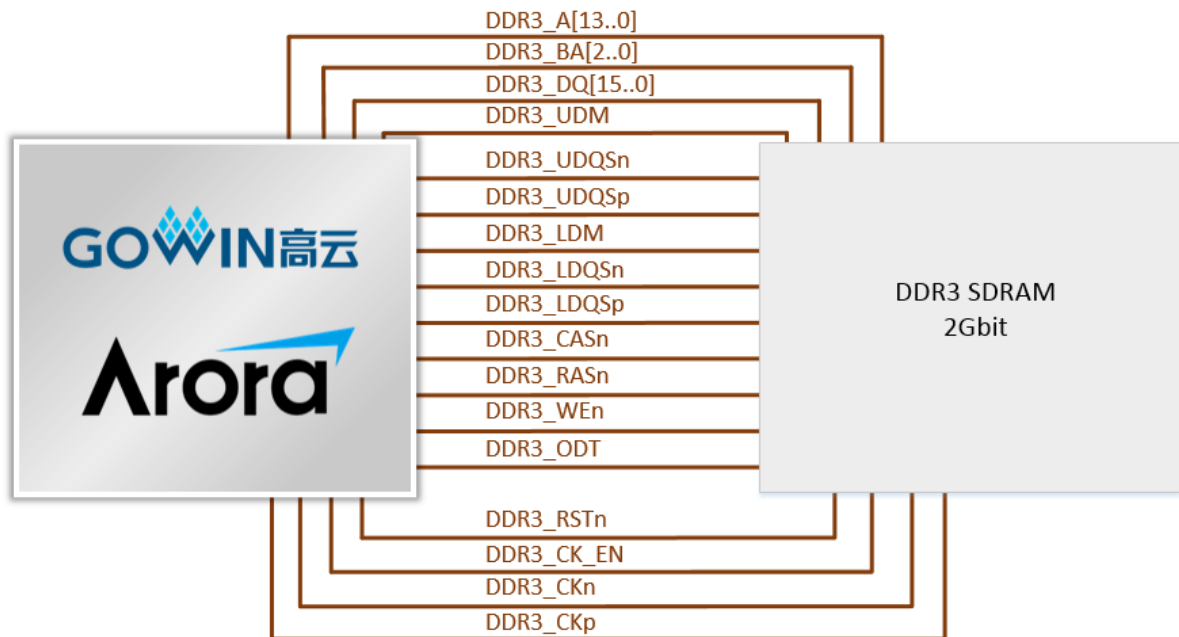 DDR3_A[13..0]
DDR3_BA[2..0]
DDR3_DQ[15..0]
DDR3_UDM
DDR3_UDQSn
DDR3_UDQSp
DDR3_LDM
DDR3_LDQSn
DDR3_LDQSp
DDR3_CASn
DDR3_RASn
DDR3_WEn
DDR3_ODT
DDR3_RSTn
DDR3_CK_EN
DDR3_CKn
DDR3_CKp
GOWIN高云
Arora
DDR3 SDRAM
2Gbit